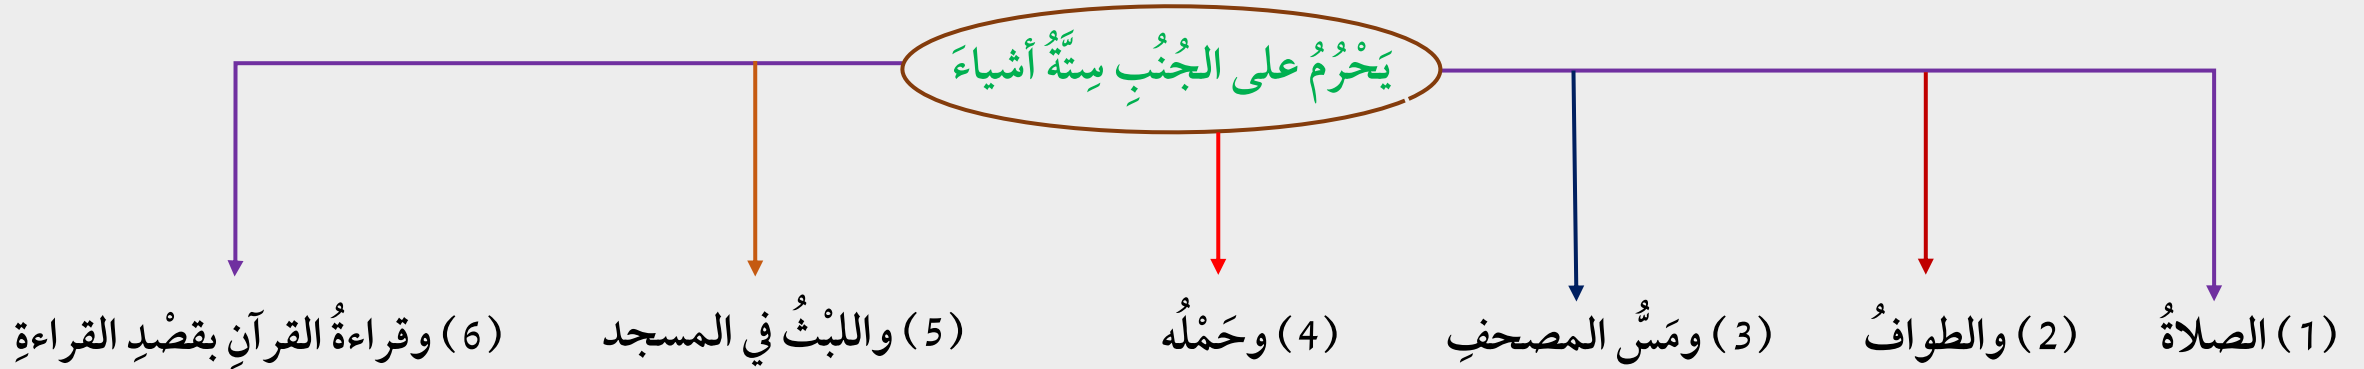 يَحْرُمُ على الجُنُبِ سِتَّةُ أشياءَ
(1) الصلاةُ
(2) والطوافُ
(3) ومَسُّ المصحفِ
(4) وحَمْلُه
(5) واللبْثُ في المسجد
(6) وقراءةُ القرآنِ بقصْدِ القراءةِ